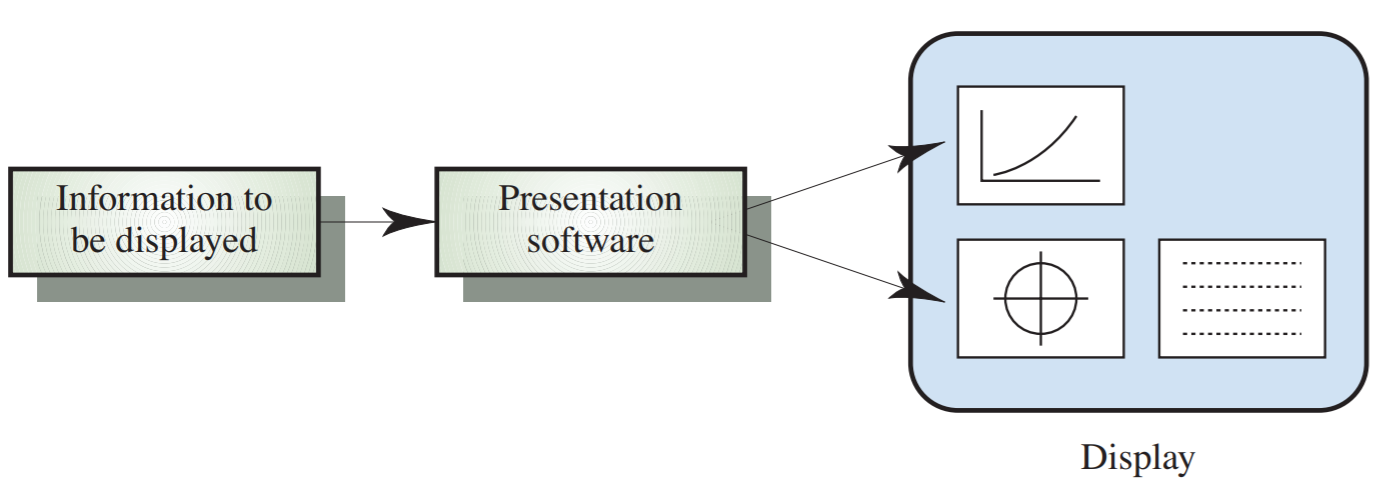 Information to
be displayed
Presentation
software
Display